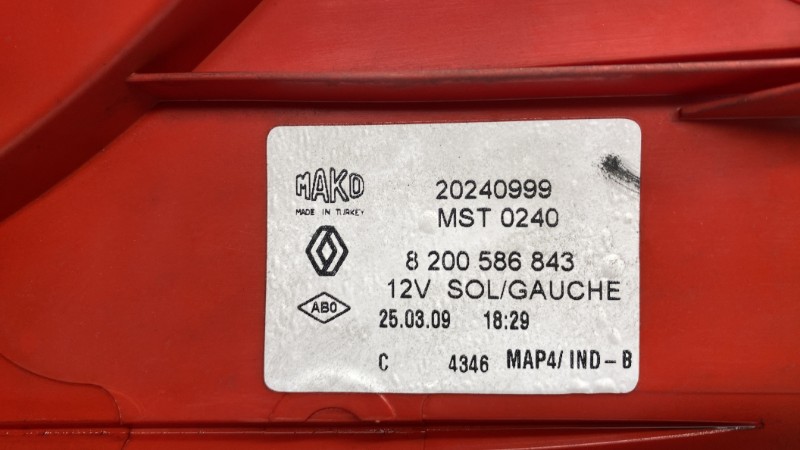 MAKO
MADE IN TURKEY
20240999
MST 0240
8 200 586 843
12V SOL/GAUCHE
ABO
25.03.09 18:29
C 4346 MAP4/ IND-B